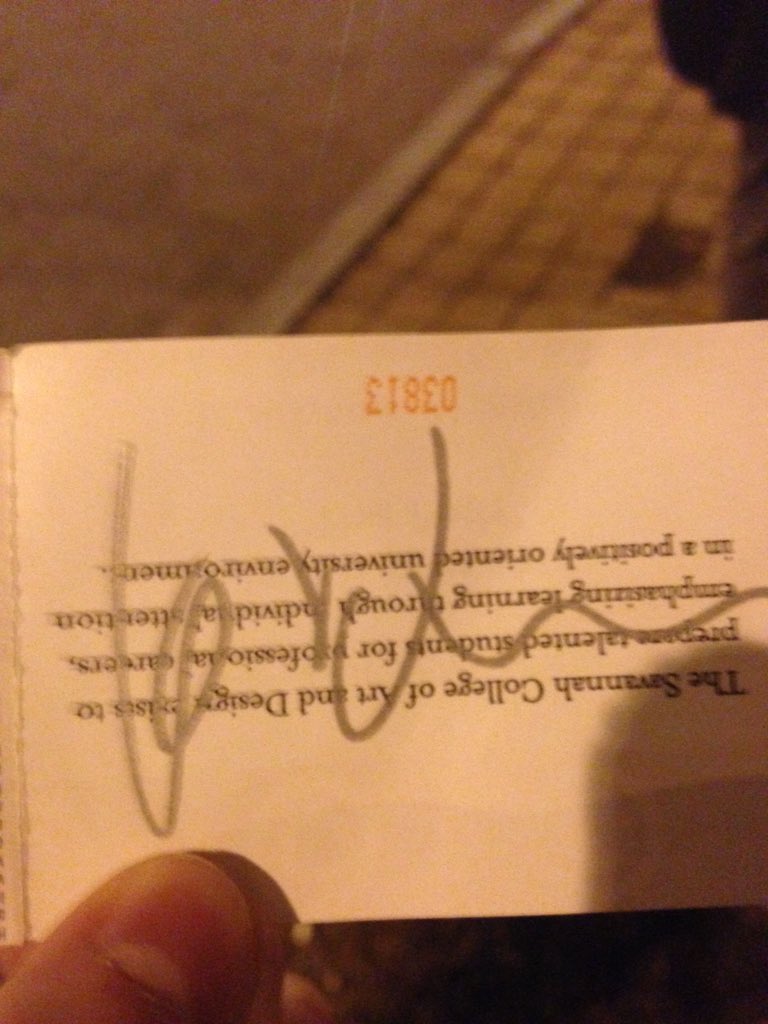 The Savannah College of Art and Design exists to
prepare talented students for professional careers,
emphasizing learning through individual attention
in a positively oriented university environment.
03813